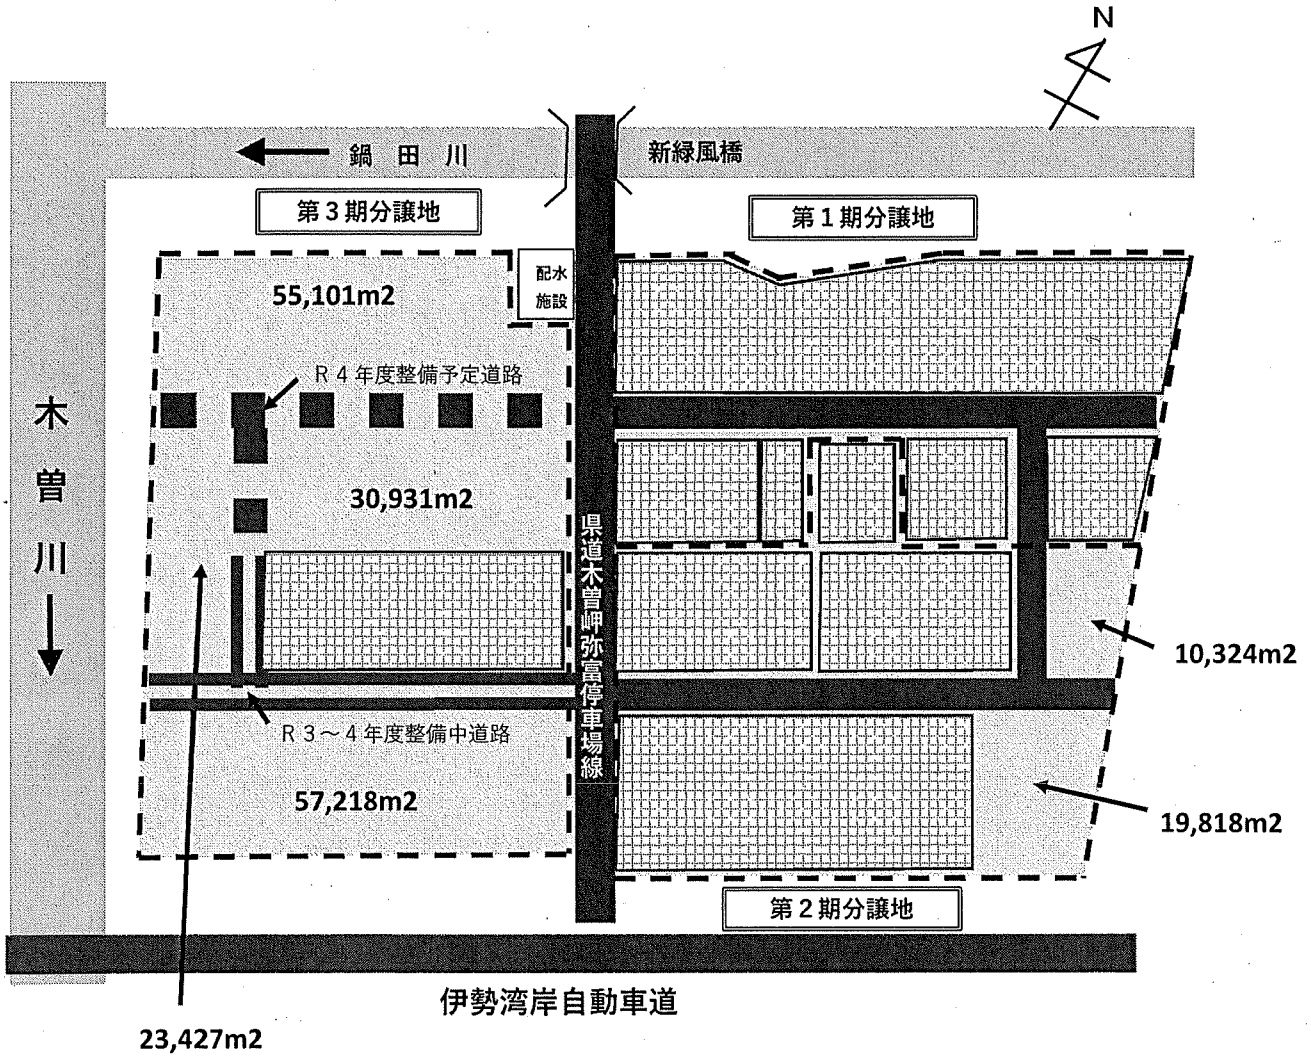 N
鍋田川
新緑風橋
第3期分譲地
第1期分譲地
配水
施設
55,101m2
R4年度整備予定道路
木曽川
30,931m2
県道木曽岬弥富停車場線
10,324m2
R3～4年度整備中道路
57,218m2
19,818m2
第2期分譲地
伊勢湾岸自動車道
23,427m2